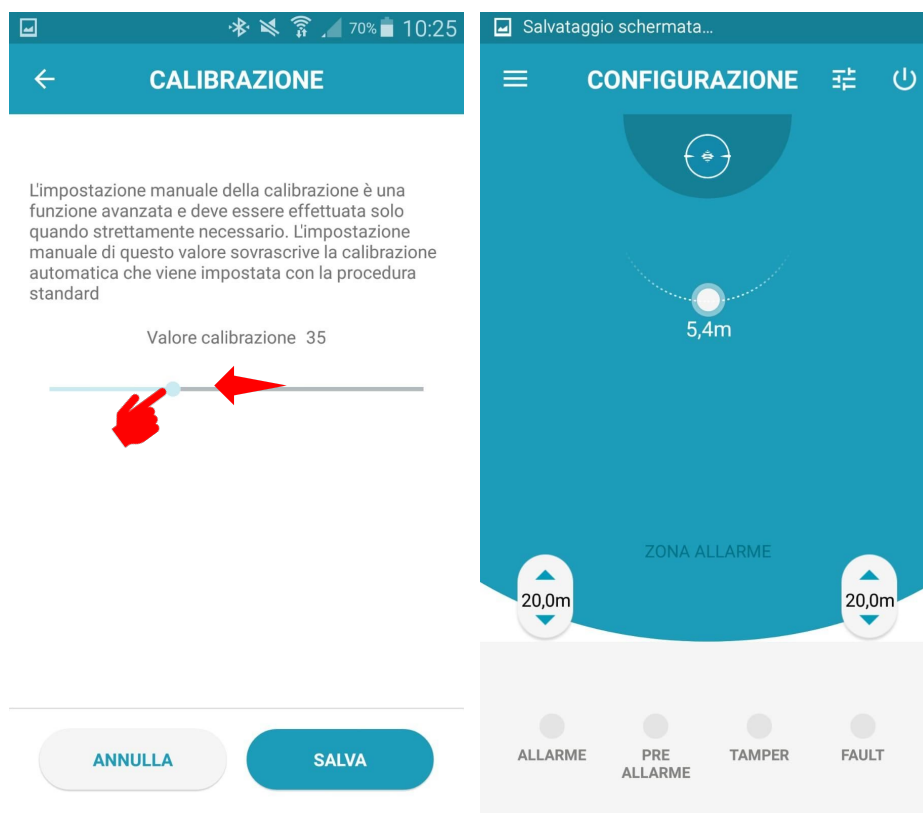 70% 10:25
CALIBRAZIONE
L'impostazione manuale della calibrazione è una
funzione avanzata e deve essere effettuata solo
quando strettamente necessario. L'impostazione
manuale di questo valore sovrascrive la calibrazione
automatica che viene impostata con la procedura
standard
Valore calibrazione 35
ANNULLA SALVA
Salvataggio schermata...
CONFIGURAZIONE
5,4m
ZONA ALLARME
20,0m 20,0m
ALLARME PRE TAMPER FAULT
ALLARME